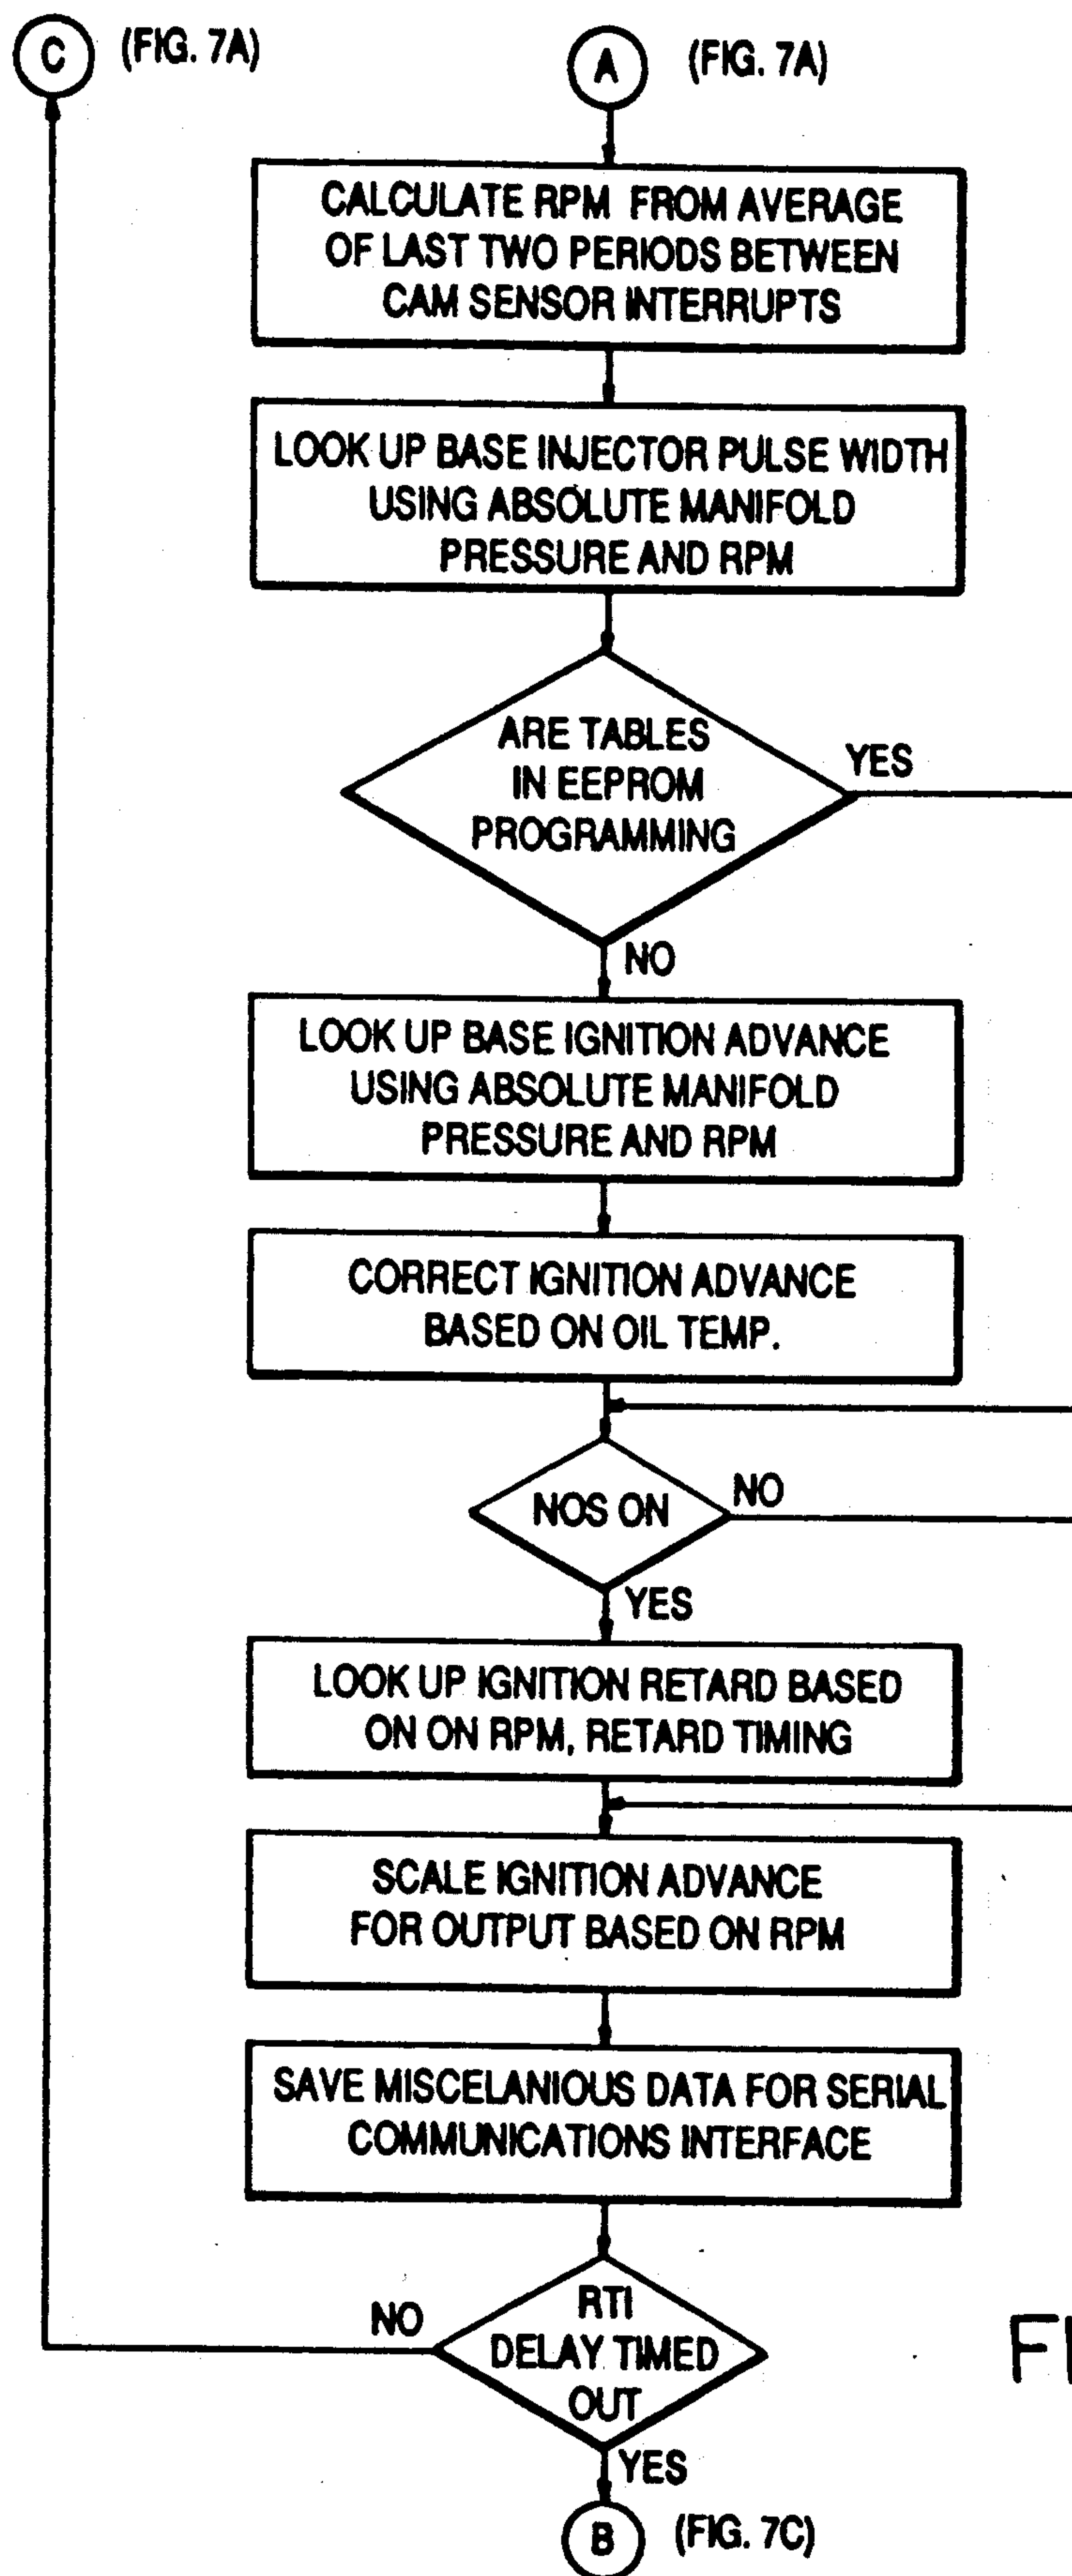 C (FIG. 7A)
A (FIG. 7A)
CALCULATE RPM FROM AVERAGE
OF LAST TWO PERIODS BETWEEN
CAM SENSOR INTERRUPTS
LOOK UP BASE INJECTOR PULSE WIDTH
USING ABSOLUTE MANIFOLD
PRESSURE AND RPM
ARE TABLES
IN EEPROM
PROGRAMMING
YES
NO
LOOK UP BASE IGNITION ADVANCE
USING ABSOLUTE MANIFOLD
PRESSURE AND RPM
CORRECT IGNITION ADVANCE
BASED ON OIL TEMP.
NOS ON
NO
YES
LOOK UP IGNITION RETARD BASED
ON ON RPM, RETARD TIMING
SCALE IGNITION ADVANCE
FOR OUTPUT BASED ON RPM
SAVE MISCELANIOUS DATA FOR SERIAL
COMMUNICATIONS INTERFACE
NO
RTI
DELAY TIMED
OUT
YES
B (FIG. 7C)